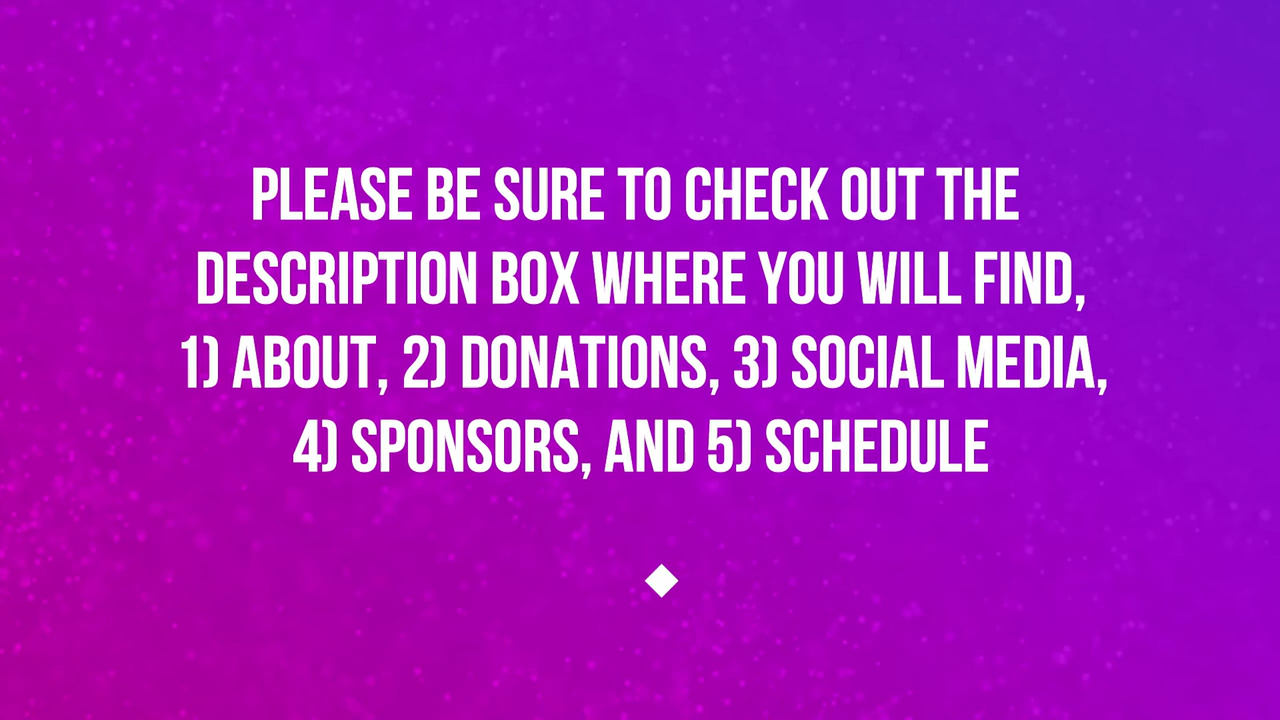 PLEASE BE SURE TO CHECK OUT THE
DESCRIPTION BOX WHERE YOU WILL FIND,
1) ABOUT, 2) DONATIONS, 3) SOCIAL MEDIA,
4) SPONSORS, AND 5) SCHEDULE